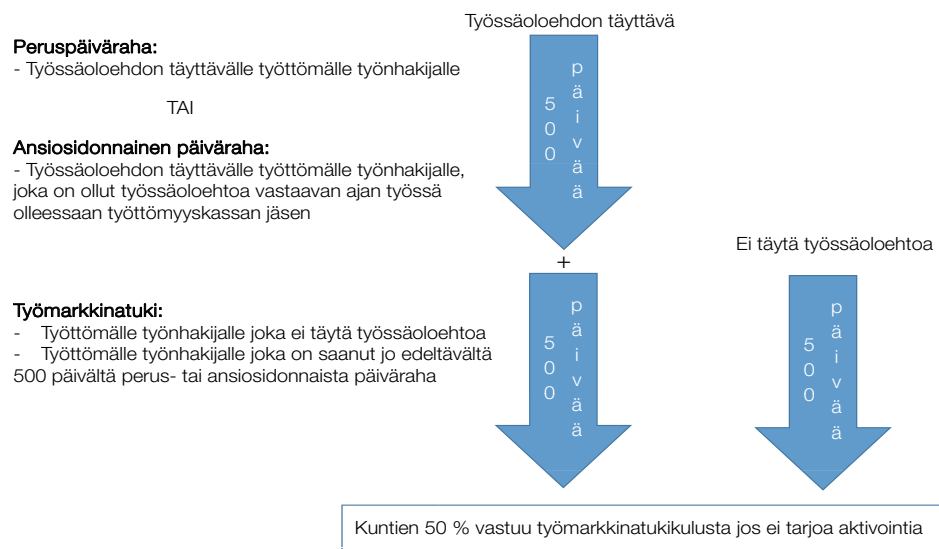 Työssäoloehdon täyttävä
Peruspäiväraha:
- Työssäoloehdon täyttävälle työttömälle työnhakijalle
TAI
Ansiosidonnainen päiväraha:
- Työssäoloehdon täyttävälle työttömälle työnhakijalle,
joka on ollut työssäoloehtoa vastaavan ajan työssä
olleessaan työttömyyskassan jäsen
500
päivää
+
Ei täytä työssäoloehtoa
Työmarkkinatuki:
- Työttömälle työnhakijalle joka ei täytä työssäoloehtoa
- Työttömälle työnhakijalle joka on saanut jo edeltävältä
500 päivältä perus- tai ansiosidonnaista päiväraha
500
päivää
500
päivää
Kuntien 50 % vastuu työmarkkinatukikulusta jos ei tarjoa aktivointia